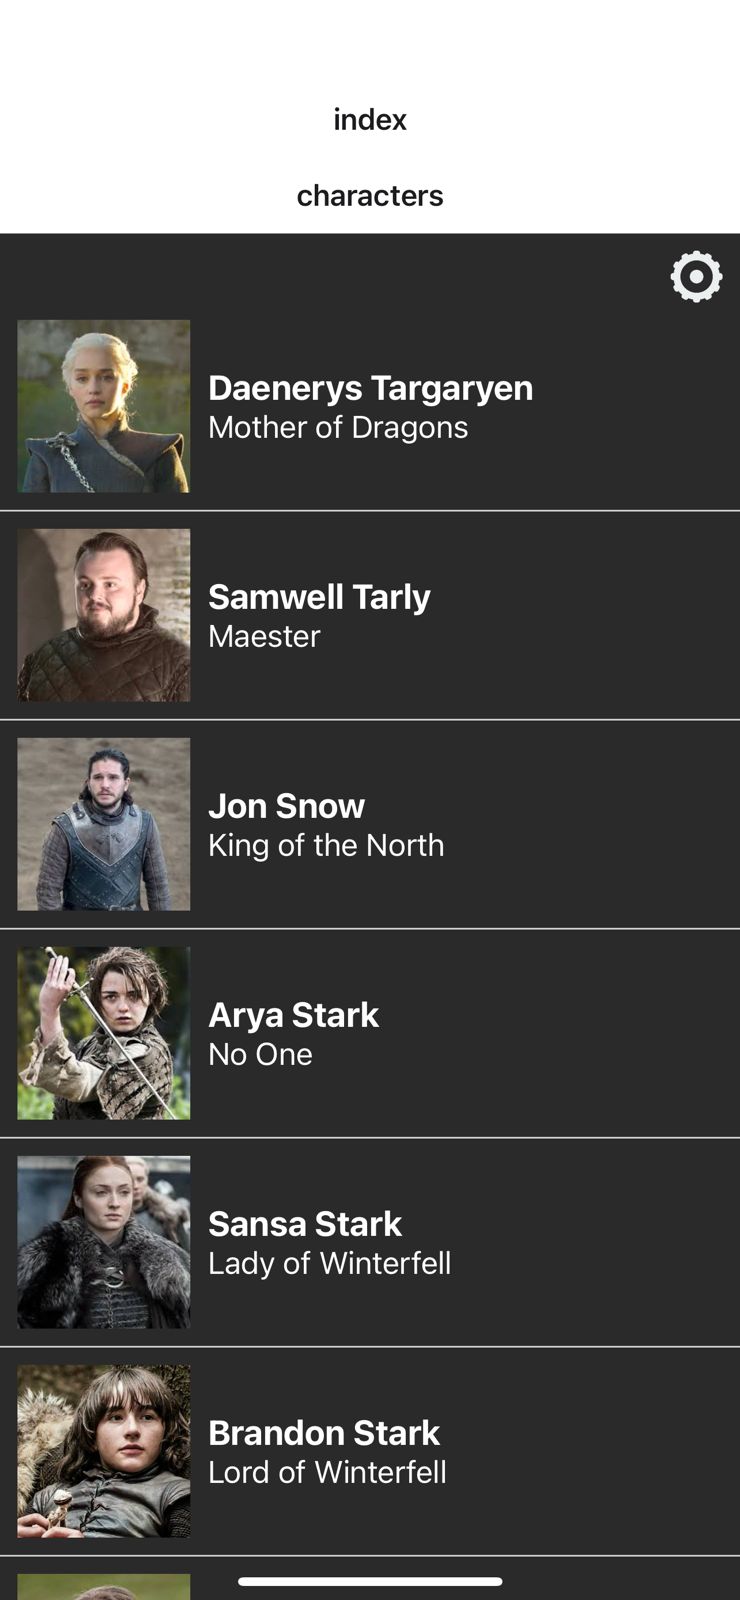 index
characters
Daenerys Targaryen
Mother of Dragons
Samwell Tarly
Maester
Jon Snow
King of the North
Arya Stark
No One
Sansa Stark
Lady of Winterfell
Brandon Stark
Lord of Winterfell